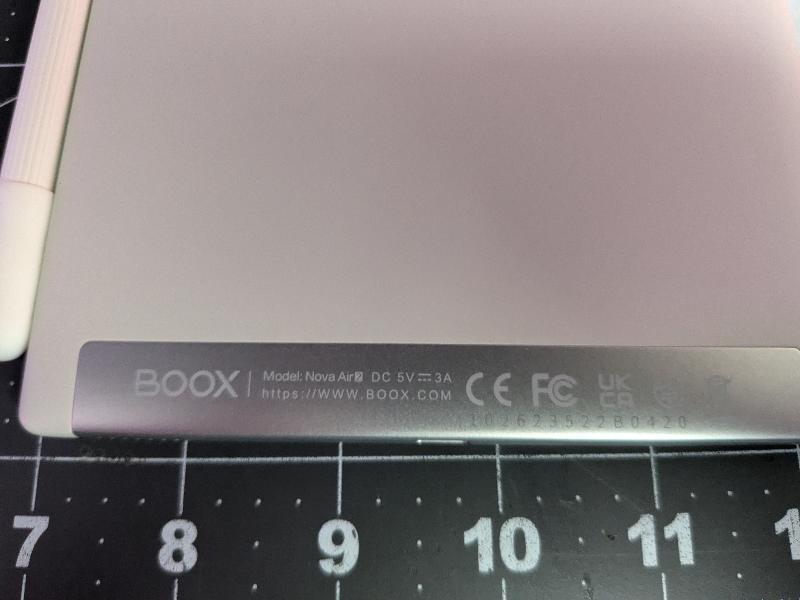 BOOX | Model: Nova Air2 DC 5V⎓3A
https://WWW.BOOX.COM
CE FC UK CA
102623522B0420
7 8 9 10 11